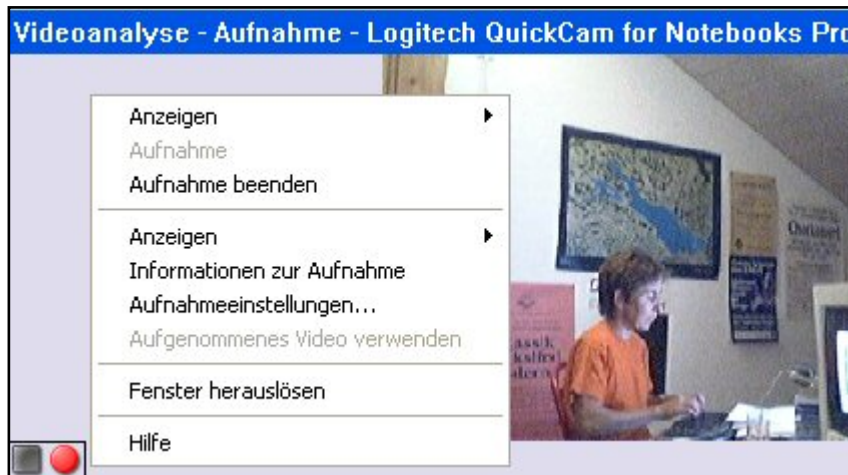 Videoanalyse - Aufnahme - Logitech QuickCam for Notebooks Pro
Anzeigen
Aufnahme
Aufnahme beenden
Anzeigen
Informationen zur Aufnahme
Aufnahmeeinstellungen...
Aufgenommenes Video verwenden
Fenster herauslösen
Hilfe